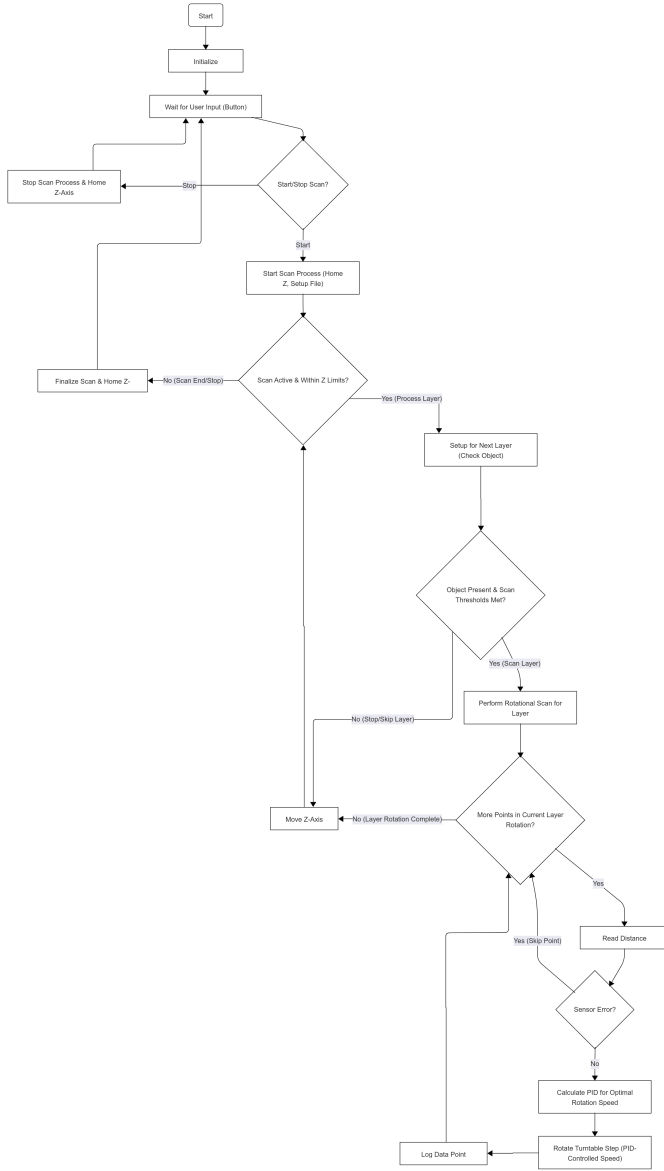 Start
Initialize
Wait for User Input (Button)
Start/Stop Scan?
Stop
Stop Scan Process & Home
Z-Axis
Start
Start Scan Process (Home
Z, Setup File)
Scan Active & Within Z Limits?
No (Scan End/Stop)
Finalize Scan & Home Z-
Yes (Process Layer)
Setup for Next Layer
(Check Object)
Object Present & Scan
Thresholds Met?
Yes (Scan Layer)
Perform Rotational Scan for
Layer
No (Stop/Skip Layer)
More Points in Current Layer
Rotation?
No (Layer Rotation Complete)
Move Z-Axis
Yes
Read Distance
Yes (Skip Point)
Sensor Error?
No
Calculate PID for Optimal
Rotation Speed
Rotate Turntable Step (PID-
Controlled Speed)
Log Data Point